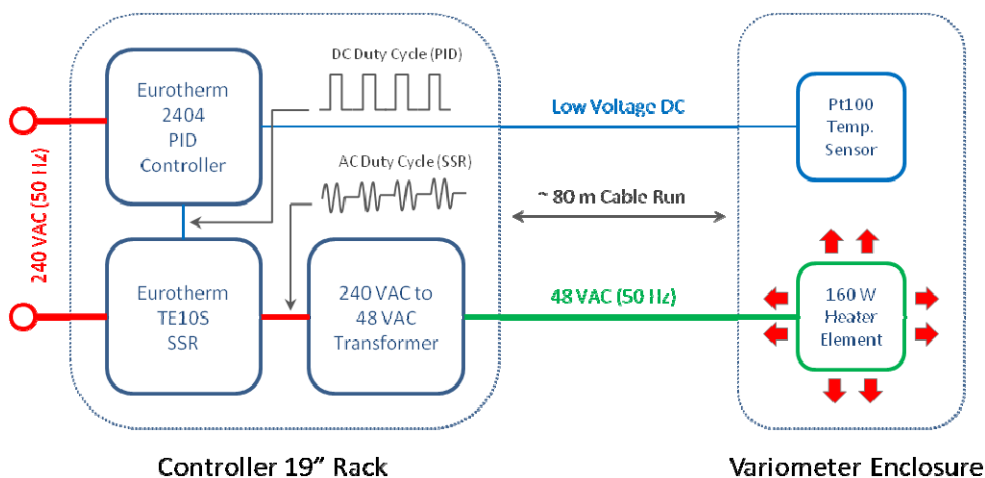 Eurotherm
2404
PID
Controller
DC Duty Cycle (PID)
AC Duty Cycle (SSR)
Low Voltage DC
Pt100
Temp.
Sensor
240 VAC (50 Hz)
~ 80 m Cable Run
Eurotherm
TE10S
SSR
240 VAC to
48 VAC
Transformer
48 VAC (50 Hz)
160 W
Heater
Element
Controller 19” Rack
Variometer Enclosure